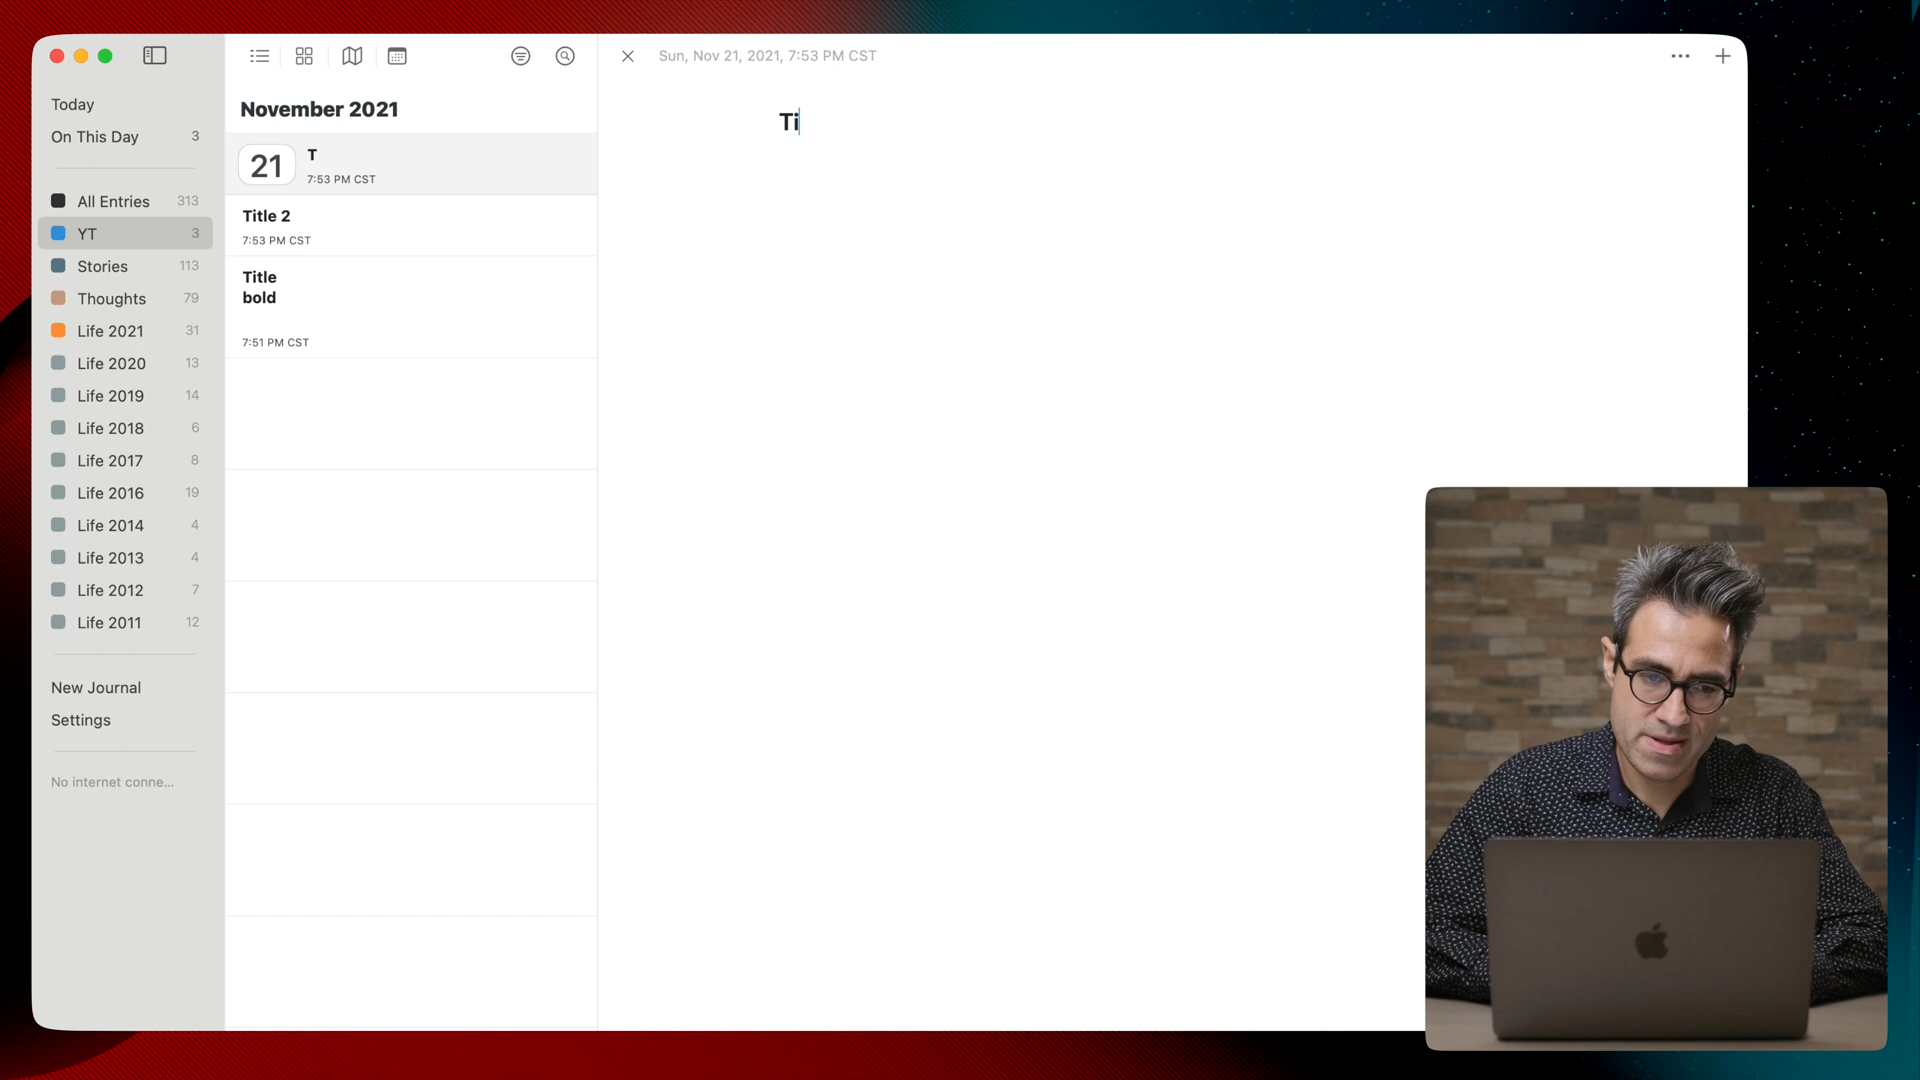 Today
On This Day 3
All Entries 313
YT 3
Stories 113
Thoughts 79
Life 2021 31
Life 2020 13
Life 2019 14
Life 2018 6
Life 2017 8
Life 2016 19
Life 2014 4
Life 2013 4
Life 2012 7
Life 2011 12
New Journal
Settings
No internet conne...
November 2021
21
T
7:53 PM CST
Title 2
7:53 PM CST
Title
bold
7:51 PM CST
Sun, Nov 21, 2021, 7:53 PM CST
Ti